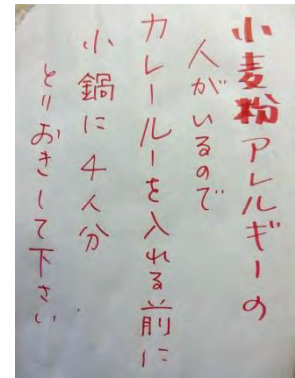 小麦粉アレルギーの
人がいるので
カレールーを入れる前に
小鍋に4人分
とりおきして下さい